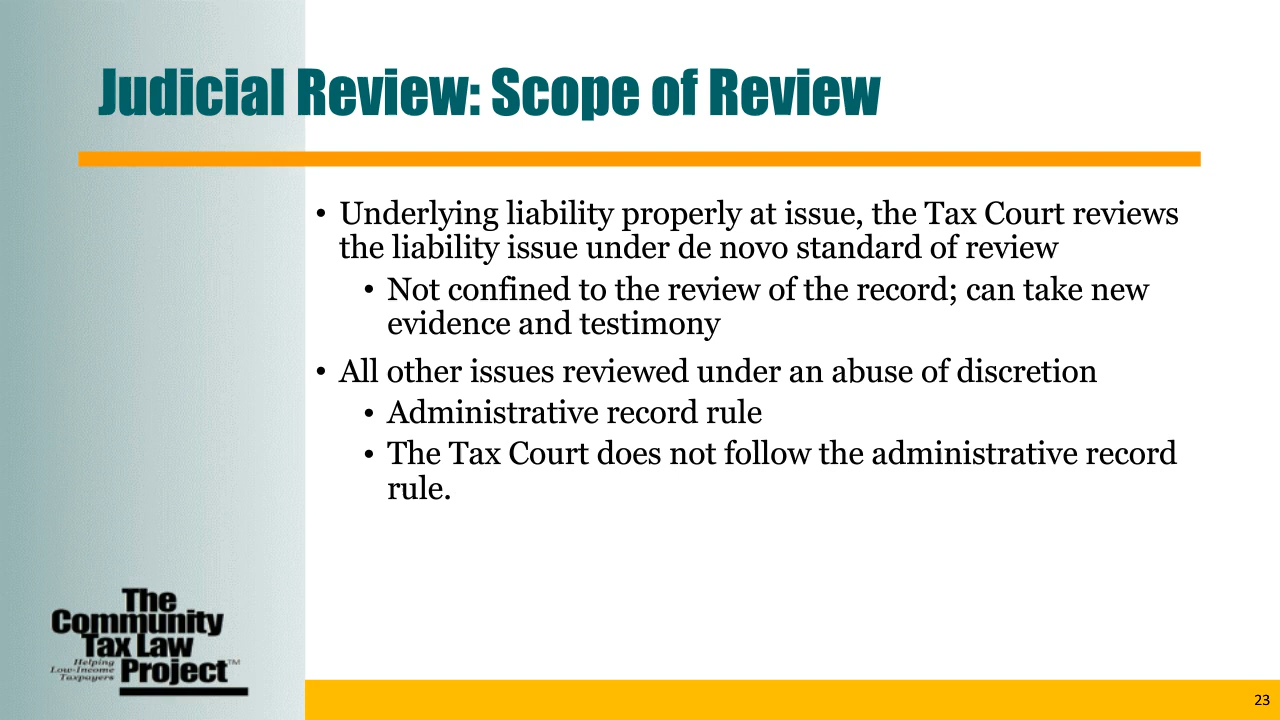 Judicial Review: Scope of Review
• Underlying liability properly at issue, the Tax Court reviews
the liability issue under de novo standard of review
• Not confined to the review of the record; can take new
evidence and testimony
• All other issues reviewed under an abuse of discretion
• Administrative record rule
• The Tax Court does not follow the administrative record
rule.
The
Community
Tax Law
Helping
Low-Income
Taxpayers
Project™
23